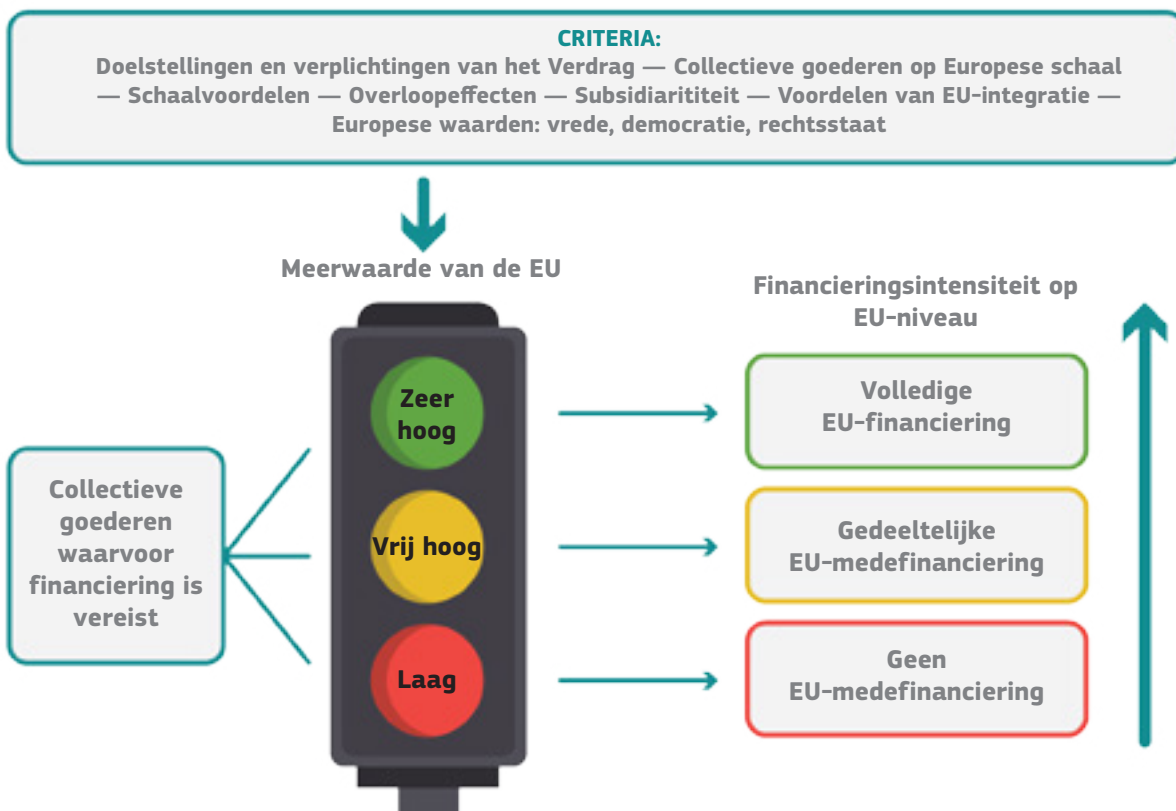 CRITERIA:
Doelstellingen en verplichtingen van het Verdrag — Collectieve goederen op Europese schaal
— Schaalvoordelen — Overloopeffecten — Subsidiarititeit — Voordelen van EU-integratie —
Europese waarden: vrede, democratie, rechtsstaat
Meerwaarde van de EU
Financieringsintensiteit op
EU-niveau
Collectieve
goederen
waarvoor
financiering is
vereist
Zeer
hoog
Volledige
EU-financiering
Vrij hoog
Gedeeltelijke
EU-medefinanciering
Laag
Geen
EU-medefinanciering